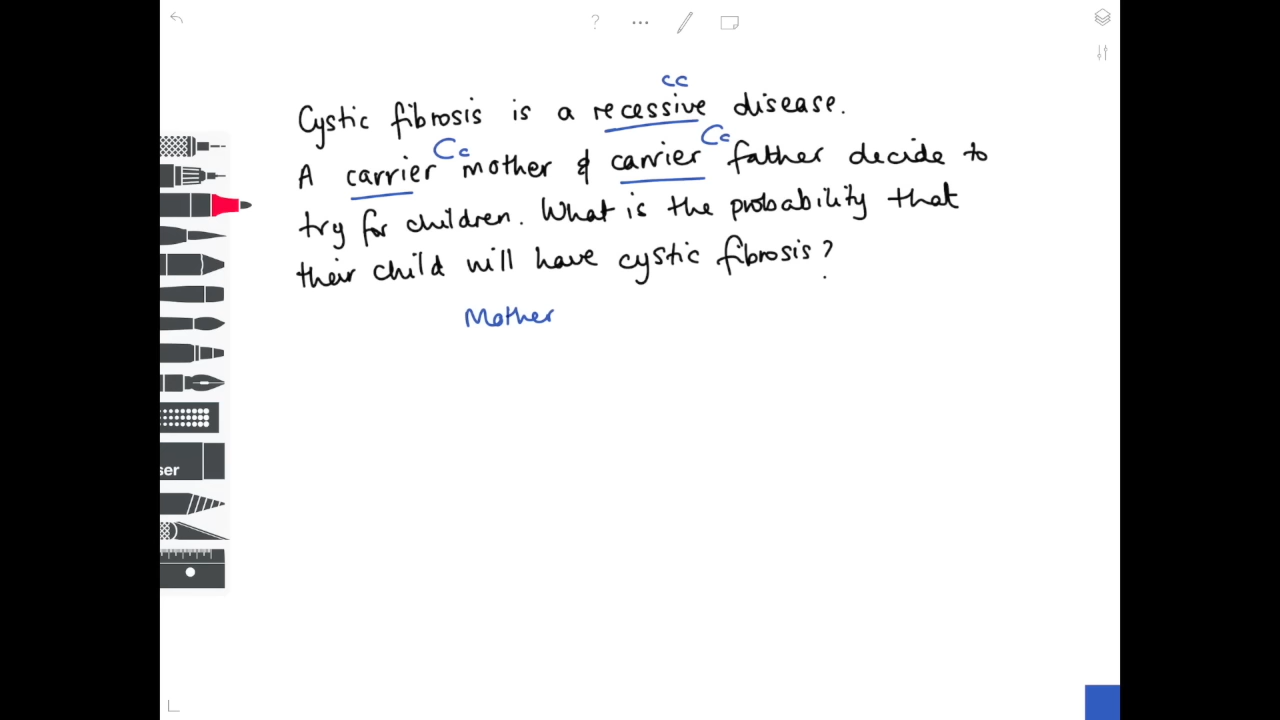 ?
cc
Cystic fibrosis is a recessive disease.
Cc Cc
A carrier mother & carrier father decide to
try for children. What is the probability that
their child will have cystic fibrosis?
Mother
ser